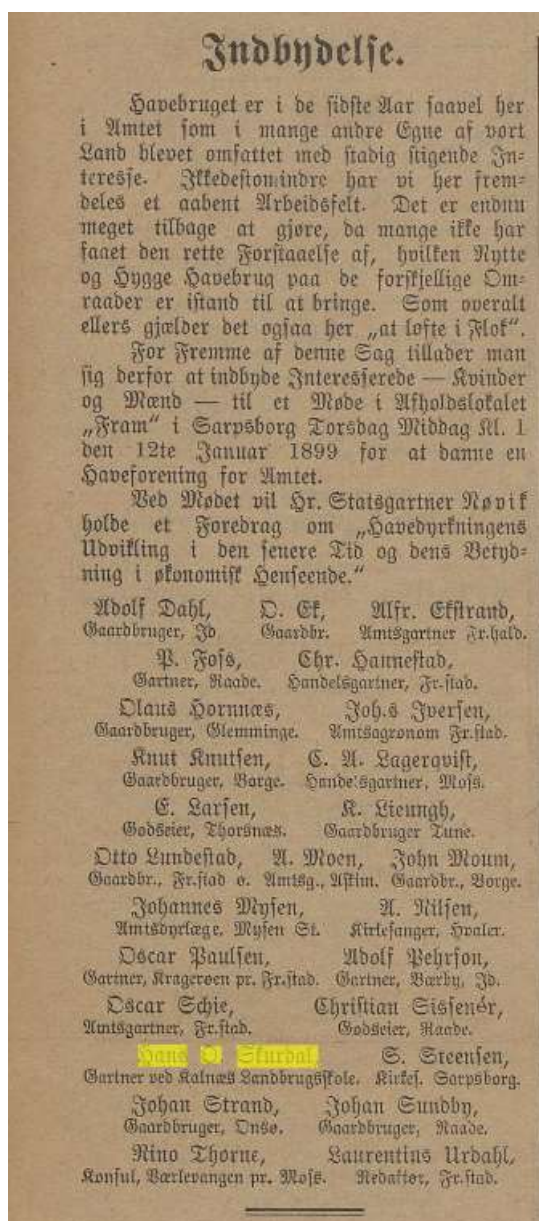 Indbydelse.
Havebruget er i de sidste Aar saavel her
i Amtet som i mange andre Egne af vort
Land blevet omfattet med stadig stigende In-
teresse. Ikkedestomindre har vi her frem-
deles et aabent Arbeidsfelt. Det er endnu
meget tilbage at gjøre, da mange ikke har
faaet den rette Forstaaelse af, hvilken Nytte
og Hygge Havebrug paa de forskjellige Om-
raader er istand til at bringe. Som overalt
ellers gjælder det ogsaa her „at løfte i Flok“.
For Fremme af denne Sag tillader man
sig derfor at indbyde Interesserede — Kvinder
og Mænd — til et Møde i Afholdslokalet
„Fram“ i Sarpsborg Torsdag Middag Kl. 1
den 12te Januar 1899 for at danne en
Haveforening for Amtet.
Ved Mødet vil Hr. Statsgartner Nøvik
holde et Foredrag om „Havedyrkningens
Udvikling i den senere Tid og dens Betyd-
ning i økonomisk Henseende.“
Adolf Dahl, O. Ek, Alfr. Ekstrand,
Gaardbruger, Id Gaardbr. Amtsgartner Fr.hald.
P. Foss, Chr. Hannestad,
Gartner, Raade. Handelsgartner, Fr.stad.
Olaus Hornnæs, Joh.s Iversen,
Gaardbruger, Glemminge. Amtsagronom Fr.stad.
Knut Knutsen, C. A. Lagerqvist,
Gaardbruger, Borge. Handelsgartner, Moss.
E. Larsen, K. Lieungh,
Godseier, Thorsnæs. Gaardbruger Tune.
Otto Lundestad, A. Moen, John Moum,
Gaardbr., Fr.stad o. Amtsg., Askim. Gaardbr., Borge.
Johannes Mysen, A. Nilsen,
Amtsdyrlæge, Mysen St. Kirkesanger, Hvaler.
Oscar Paulsen, Adolf Pehrson,
Gartner, Kragerøen pr. Fr.stad. Gartner, Værby, Id.
Oscar Schie, Christian Sissenér,
Amtsgartner, Fr.stad. Godseier, Raade.
Hans O. Skurdal, S. Steensen,
Gartner ved Kalnæs Landbrugsskole. Kirkes. Sarpsborg.
Johan Strand, Johan Sundby,
Gaardbruger, Onsø. Gaardbruger, Raade.
Nino Thorne, Laurentius Urdahl,
Konsul, Værlevangen pr. Moss. Redaktør, Fr.stad.